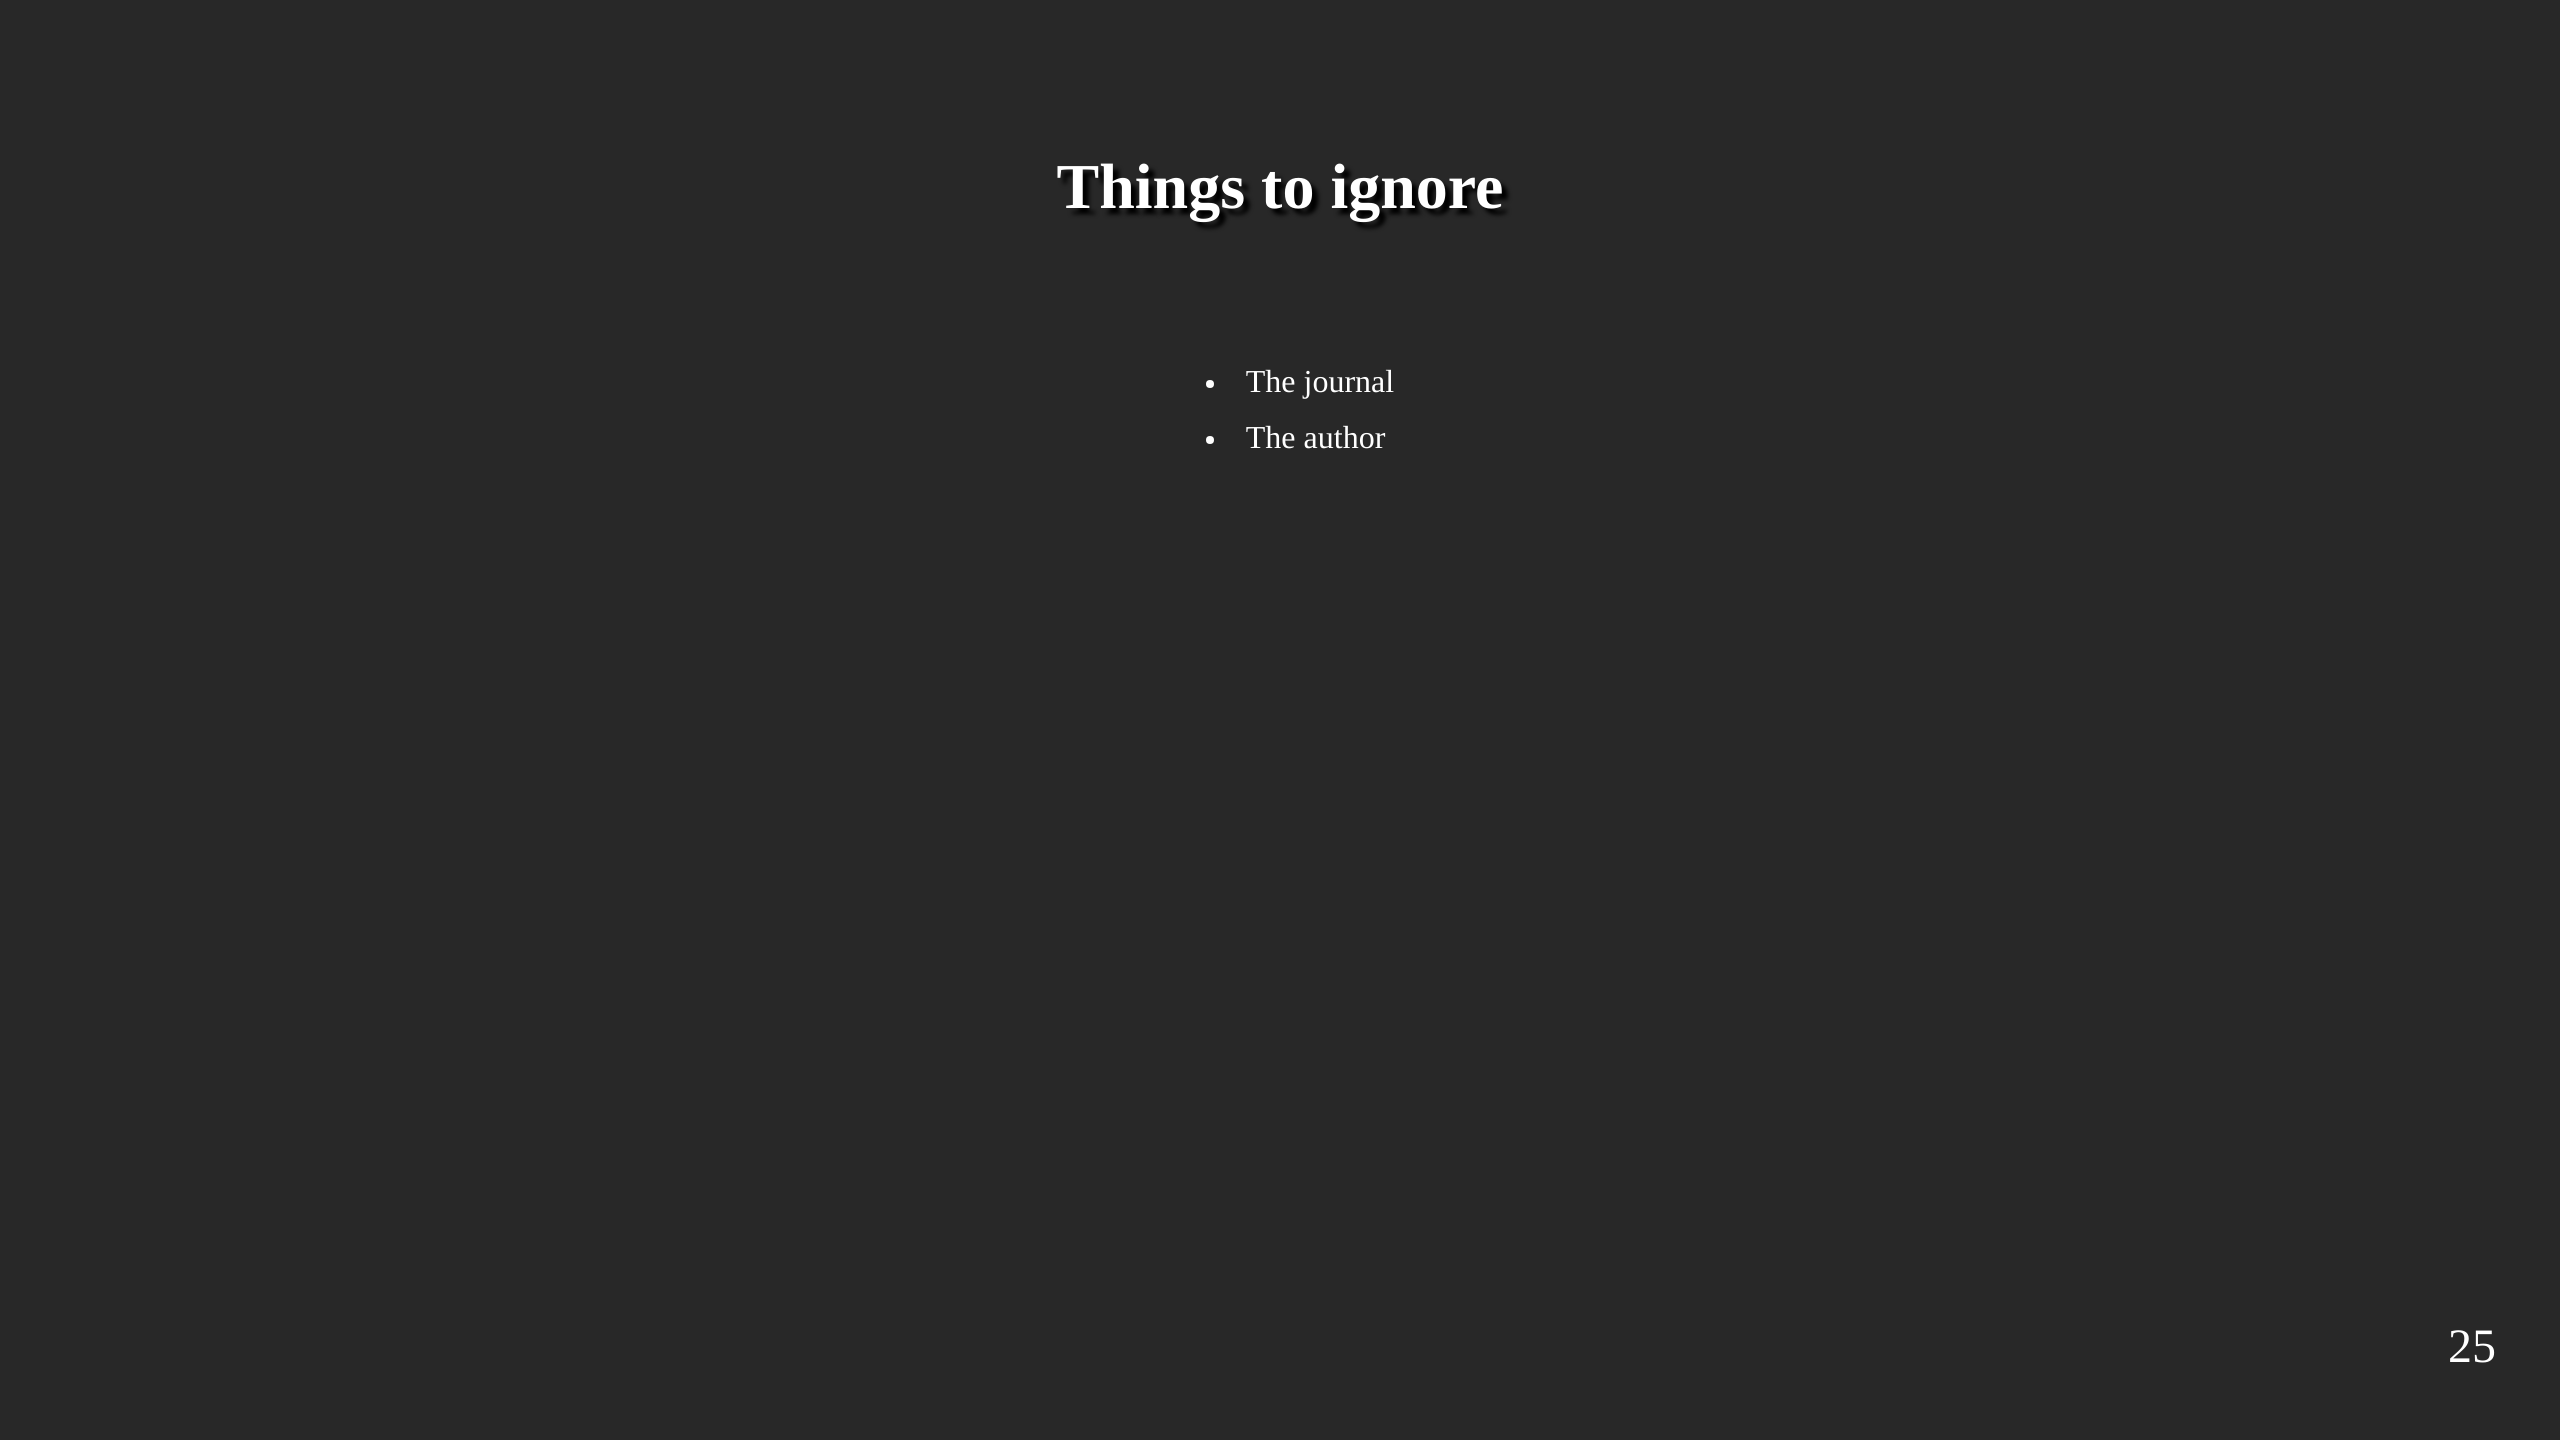 Things to ignore
• The journal
• The author
25